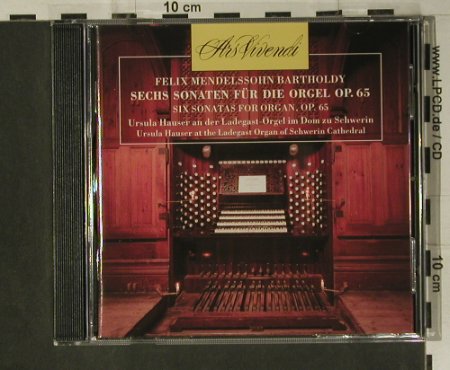 10 cm
Ars Vivendi
FELIX MENDELSSOHN BARTHOLDY
SECHS SONATEN FÜR DIE ORGEL OP. 65
SIX SONATAS FOR ORGAN, OP. 65
Ursula Hauser an der Ladegast-Orgel im Dom zu Schwerin
Ursula Hauser at the Ladegast Organ of Schwerin Cathedral
www.LPCD.de / CD
10 cm